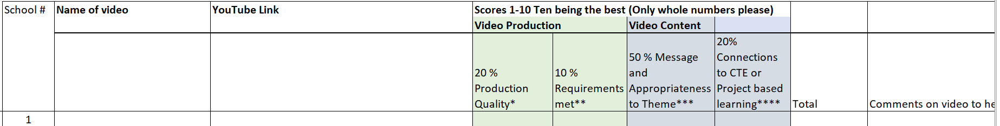 School #
Name of video
YouTube Link
Scores 1-10 Ten being the best (Only whole numbers please)
Video Production
Video Content
20 %
Production
Quality*
10 %
Requirements
met**
50 % Message
and
Appropriateness
to Theme***
20%
Connections
to CTE or
Project based
learning****
Total
Comments on video to
1